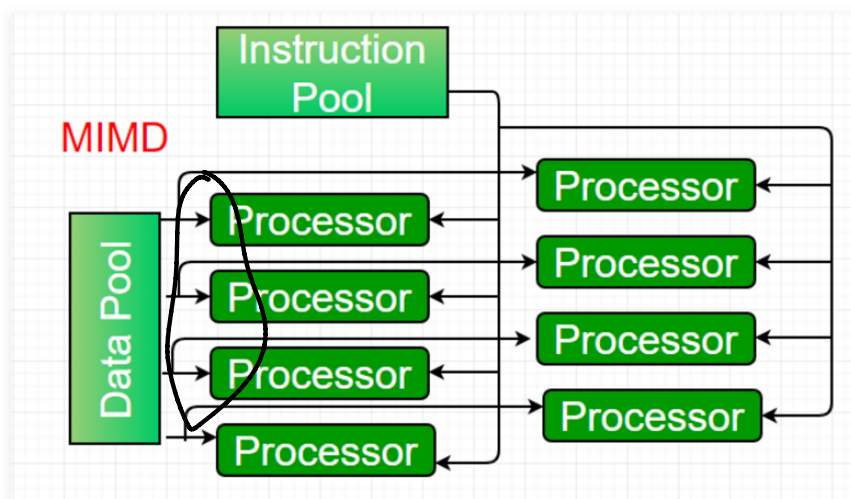 Instruction
Pool
MIMD
Data Pool
Processor
Processor
Processor
Processor
Processor
Processor
Processor
Processor